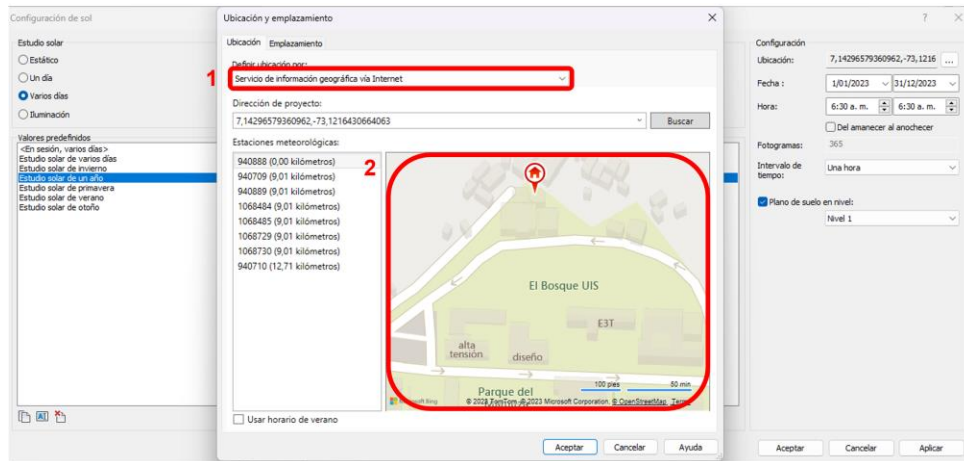 Configuración de sol
Estudio solar
Estático
Un día
Varios días
Iluminación
Valores predefinidos
<En sesión, varios días>
Estudio solar de varios días
Estudio solar de invierno
Estudio solar de un año
Estudio solar de primavera
Estudio solar de verano
Estudio solar de otoño
Ubicación y emplazamiento
Ubicación Emplazamiento
Definir ubicación por:
1
Servicio de información geográfica vía Internet
Dirección de proyecto:
7,14296579360962,-73,1216430664063
Buscar
Estaciones meteorológicas:
940888 (0,00 kilómetros)
940709 (9,01 kilómetros)
940889 (9,01 kilómetros)
1068484 (9,01 kilómetros)
1068485 (9,01 kilómetros)
1068729 (9,01 kilómetros)
1068730 (9,01 kilómetros)
940710 (12,71 kilómetros)
2
El Bosque UIS
E3T
alta
tensión
diseño
Parque del
100 pies
50 min
Microsoft Bing
© 2023 TomTom, © 2023 Microsoft Corporation, © OpenStreetMap Terms
Usar horario de verano
Aceptar Cancelar Ayuda
? ×
Configuración
Ubicación: 7,14296579360962,-73,1216 ...
Fecha : 1/01/2023 31/12/2023
Hora: 6:30 a. m. 6:30 a. m.
Del amanecer al anochecer
Fotogramas: 365
Intervalo de
tiempo:
Una hora
Plano de suelo en nivel:
Nivel 1
Aceptar Cancelar Aplicar